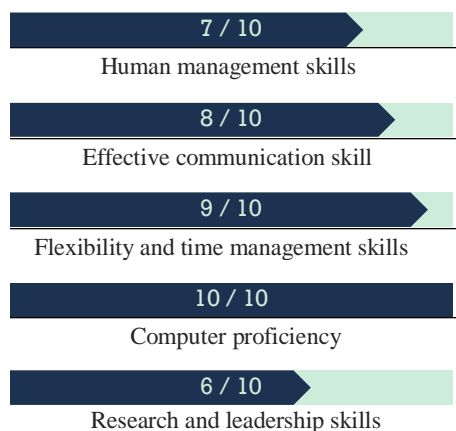 7 / 10
Human management skills
8 / 10
Effective communication skill
9 / 10
Flexibility and time management skills
10 / 10
Computer proficiency
6 / 10
Research and leadership skills